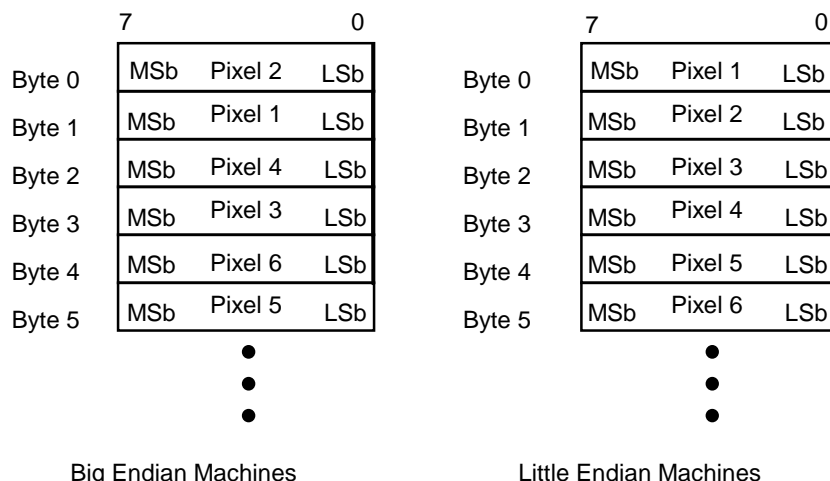 7 0
Byte 0 MSb Pixel 2 LSb
Byte 1 MSb Pixel 1 LSb
Byte 2 MSb Pixel 4 LSb
Byte 3 MSb Pixel 3 LSb
Byte 4 MSb Pixel 6 LSb
Byte 5 MSb Pixel 5 LSb
Big Endian Machines
7 0
Byte 0 MSb Pixel 1 LSb
Byte 1 MSb Pixel 2 LSb
Byte 2 MSb Pixel 3 LSb
Byte 3 MSb Pixel 4 LSb
Byte 4 MSb Pixel 5 LSb
Byte 5 MSb Pixel 6 LSb
Little Endian Machines